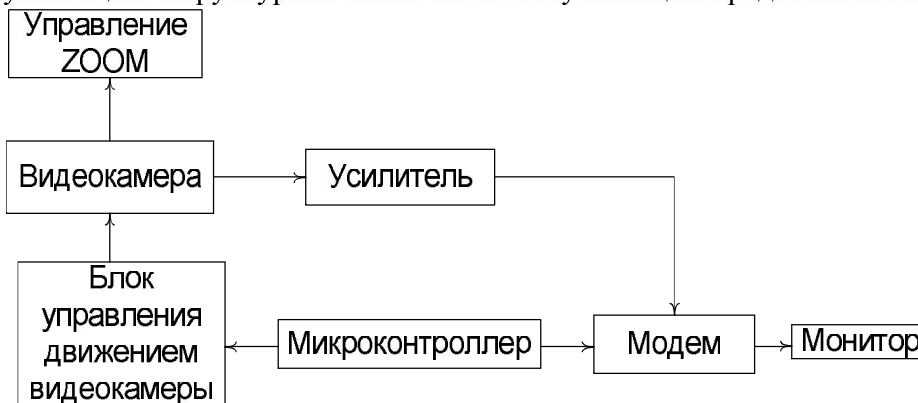 Управление
ZOOM
Видеокамера
Усилитель
Блок
управления
движением
видеокамеры
Микроконтроллер
Модем
Монитор